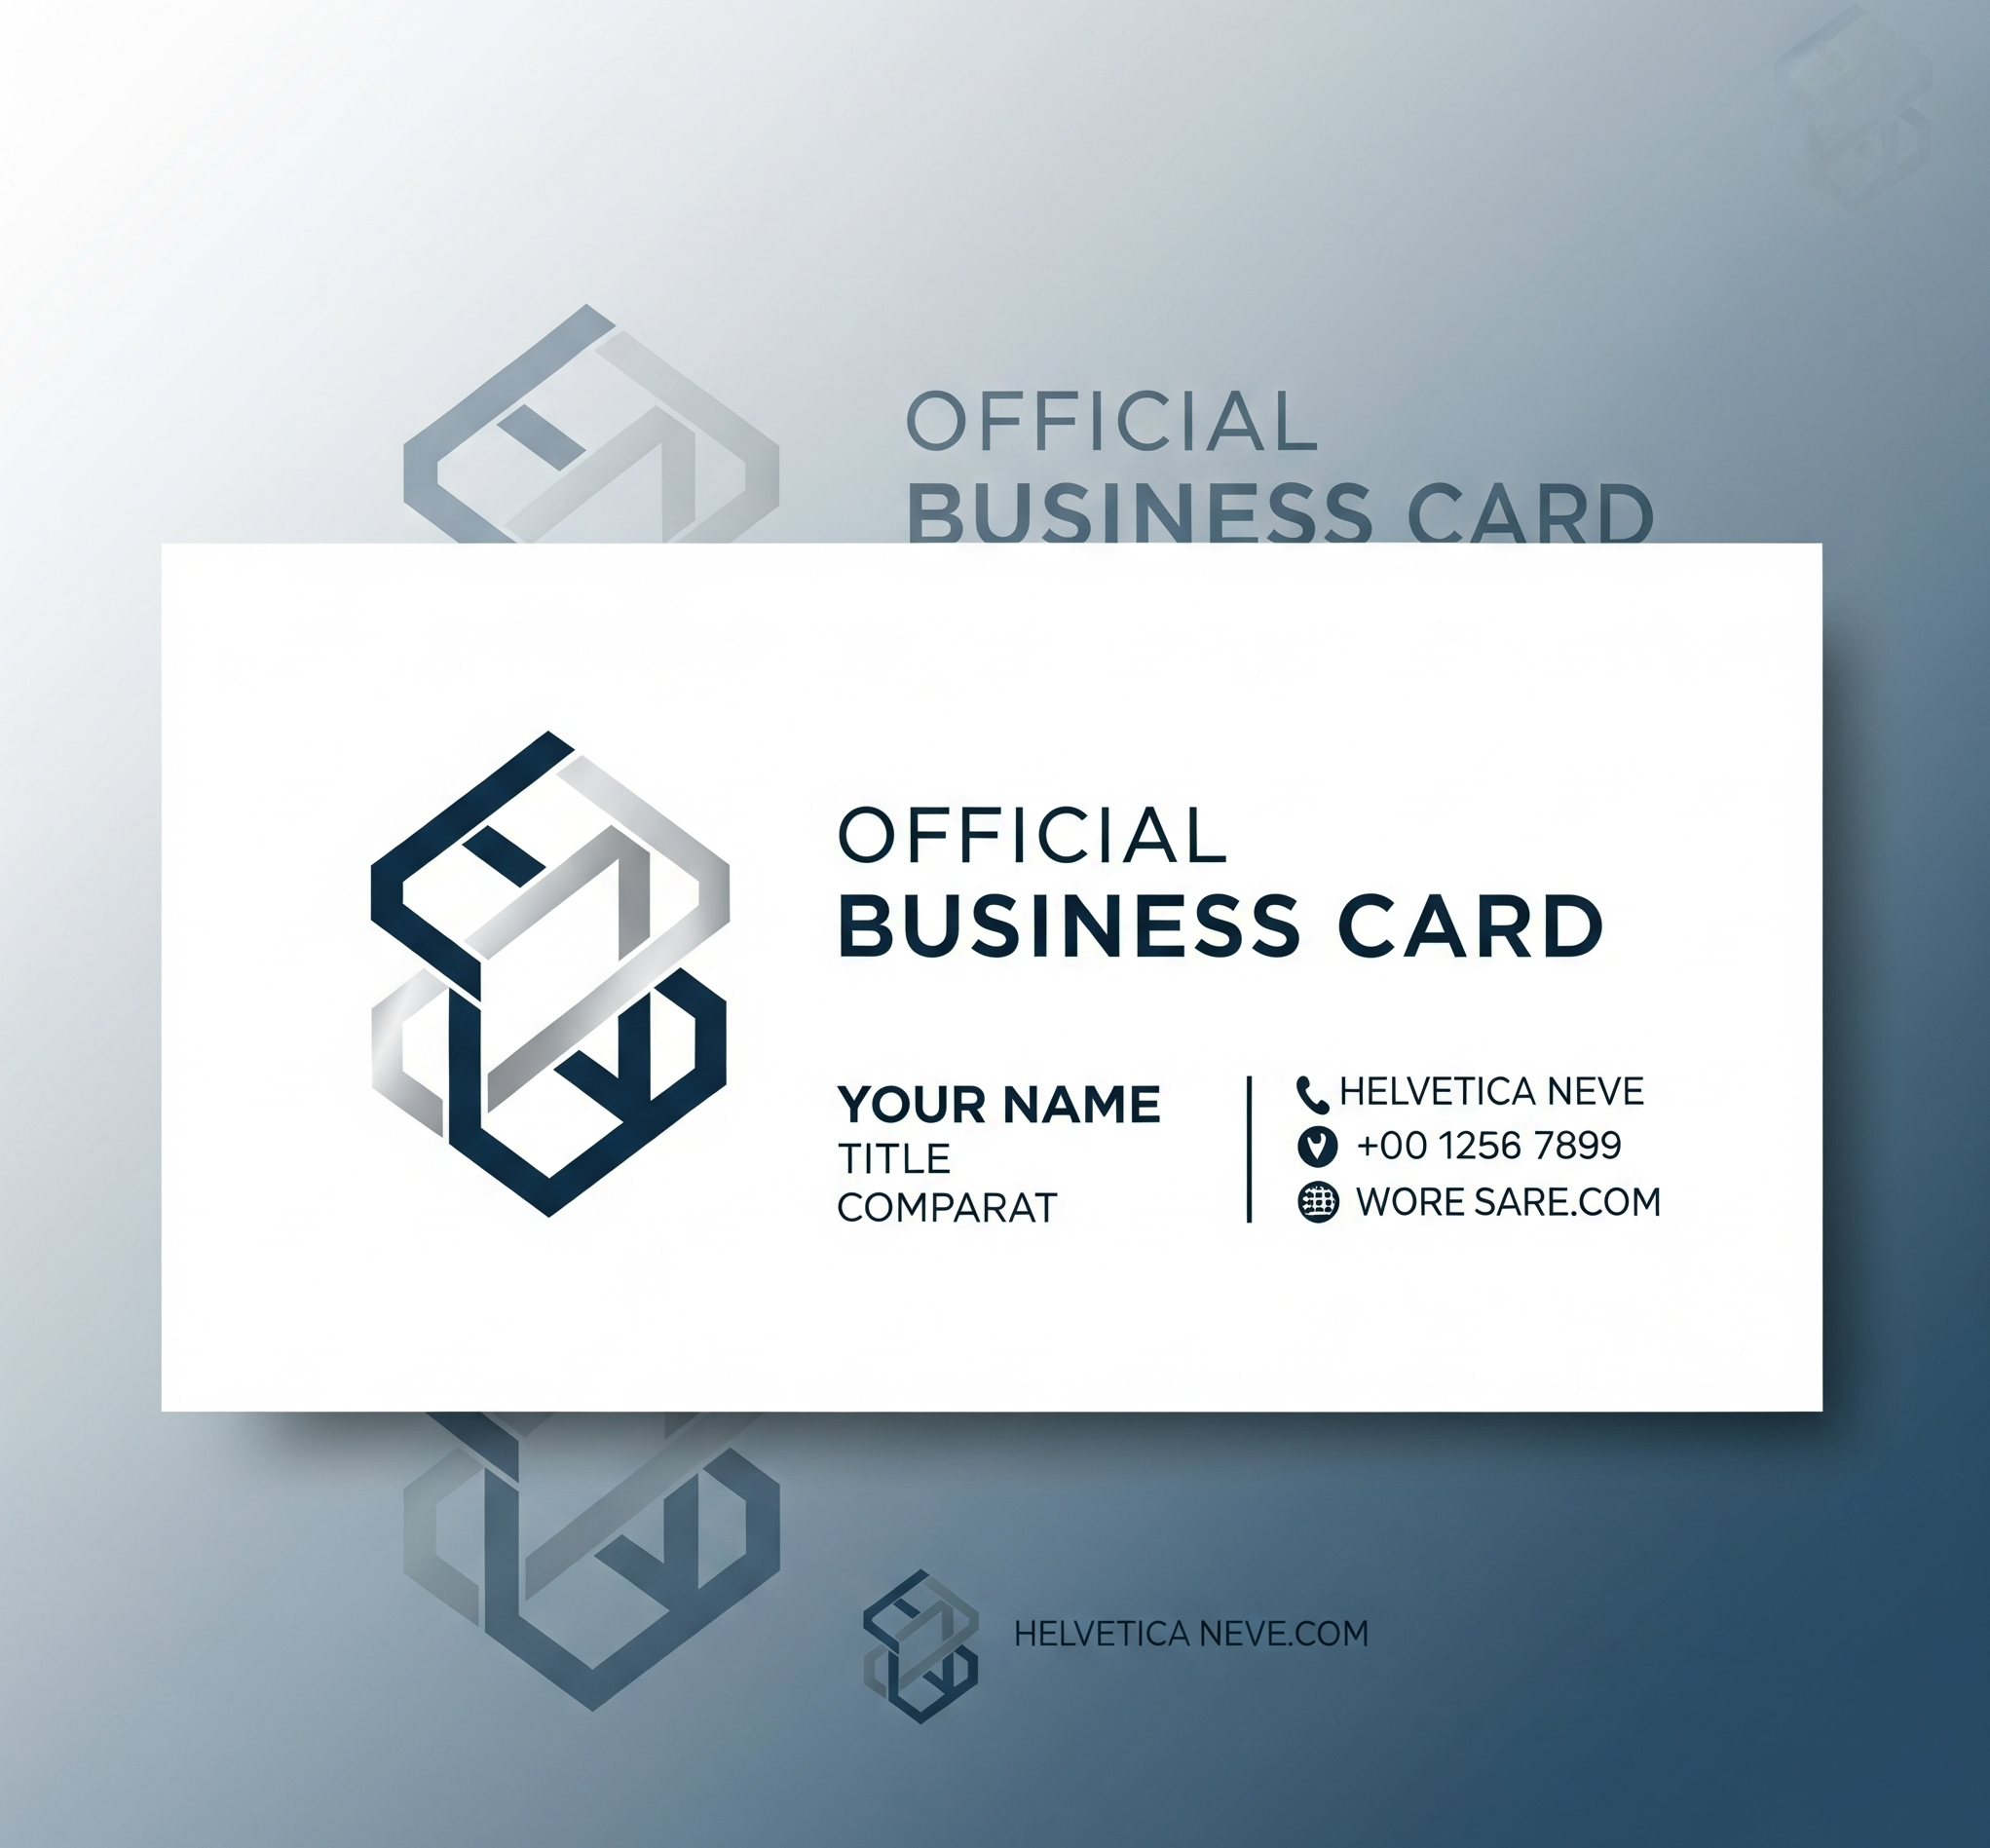 OFFICIAL
BUSINESS CARD
OFFICIAL
BUSINESS CARD
YOUR NAME
TITLE
COMPARAT
HELVETICA NEVE
+00 1256 7899
WORE SARE.COM
HELVETICA NEVE.COM